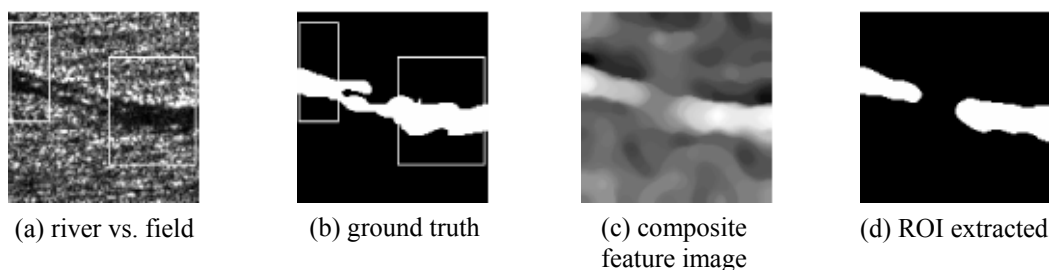 (a) river vs. field
(b) ground truth
(c) composite
feature image
(d) ROI extracted